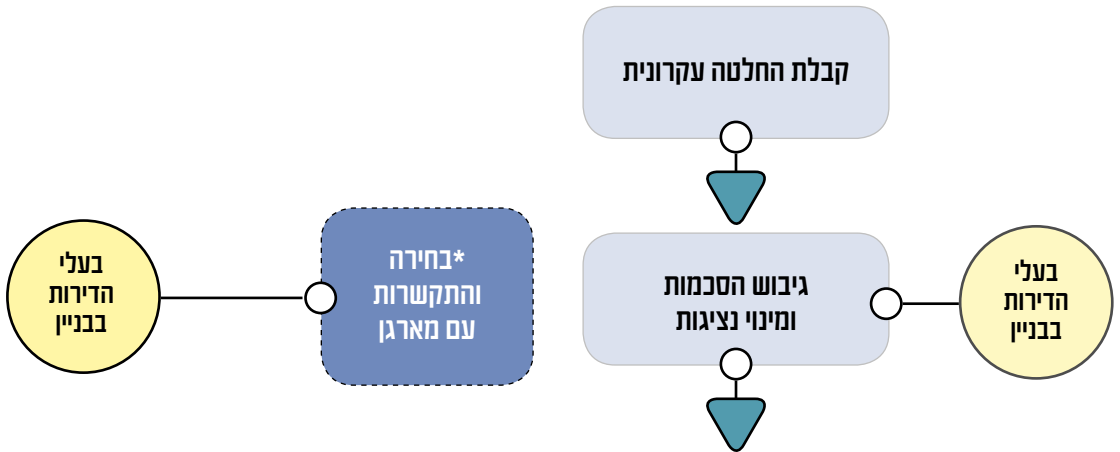 קבלת החלטה עקרונית
בעלי
הדירות
בבניין
גיבוש הסכמות
ומינוי נציגות
*בחירה
והתקשרות
עם מארגן
בעלי
הדירות
בבניין